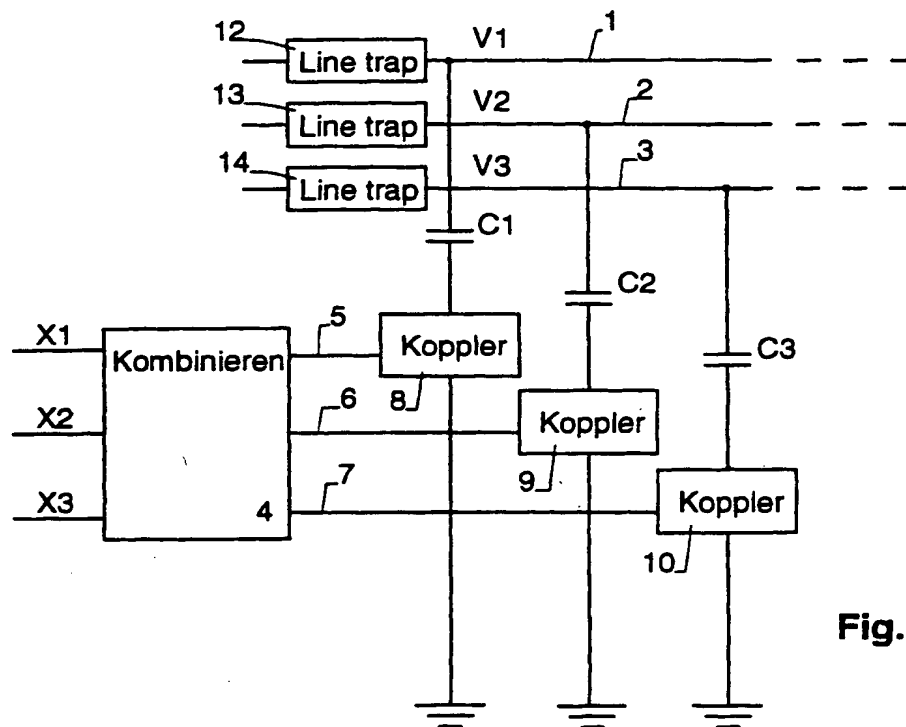 12 Line trap V1 1
13 Line trap V2 2
14 Line trap V3 3
C1
C2
C3
X1 Kombinieren 5 Koppler
8
X2 6 Koppler
9
X3 4 7 Koppler
10
Fig.